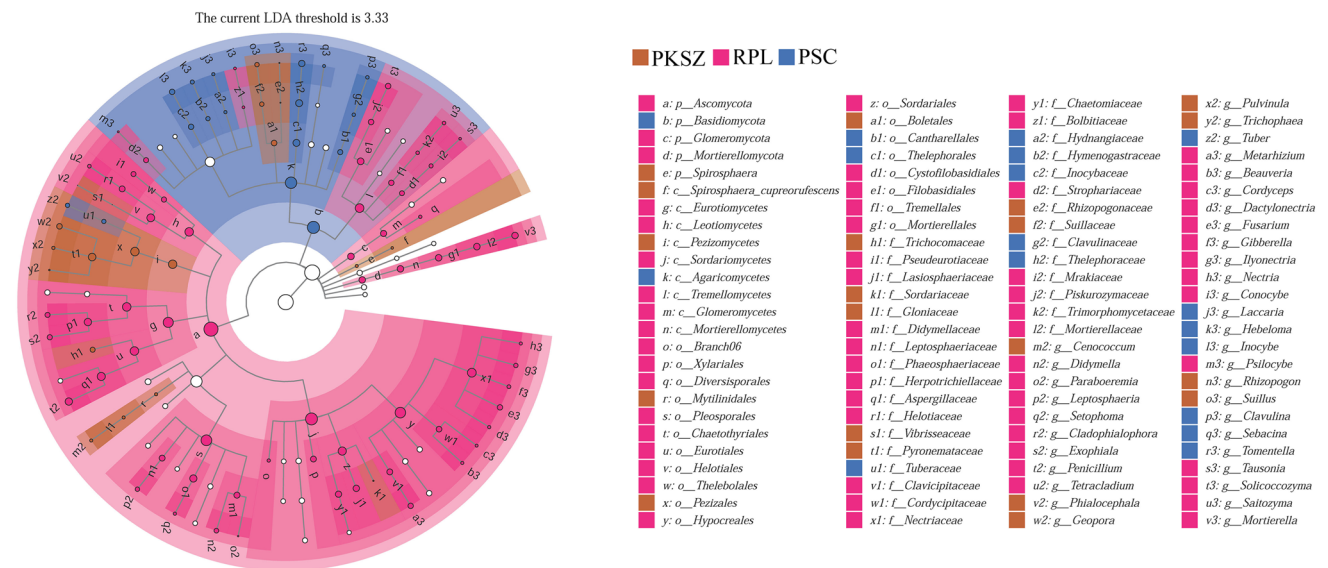 The current LDA threshold is 3.33
PKSZ RPL PSC
a: p__Ascomycota
b: p__Basidiomycota
c: p__Glomeromycota
d: p__Mortierellomycota
e: p__Spirosphaera
f: c__Spirosphaera_cupreorufescens
g: c__Eurotiomycetes
h: c__Leotiomycetes
i: c__Pezizomycetes
j: c__Sordariomycetes
k: c__Agaricomycetes
l: c__Tremellomycetes
m: c__Glomeromycetes
n: c__Mortierellomycetes
o: o__Branch06
p: o__Xylariales
q: o__Diversisporales
r: o__Mytilinidales
s: o__Pleosporales
t: o__Chaetothyriales
u: o__Eurotiales
v: o__Helotiales
w: o__Thelebolales
x: o__Pezizales
y: o__Hypocreales
z: o__Sordariales
a1: o__Boletales
b1: o__Cantharellales
c1: o__Thelephorales
d1: o__Cystofilobasidiales
e1: o__Filobasidiales
f1: o__Tremellales
g1: o__Mortierellales
h1: f__Trichocomaceae
i1: f__Pseudeurotiaceae
j1: f__Lasiosphaeriaceae
k1: f__Sordariaceae
l1: f__Gloniaceae
m1: f__Didymellaceae
n1: f__Leptosphaeriaceae
o1: f__Phaeosphaeriaceae
p1: f__Herpotrichiellaceae
q1: f__Aspergillaceae
r1: f__Helotiaceae
s1: f__Vibrisseaceae
t1: f__Pyronemataceae
u1: f__Tuberaceae
v1: f__Clavicipitaceae
w1: f__Cordycipitaceae
x1: f__Nectriaceae
y1: f__Chaetomiaceae
z1: f__Bolbitiaceae
a2: f__Hydnangiaceae
b2: f__Hymenogastraceae
c2: f__Inocybaceae
d2: f__Strophariaceae
e2: f__Rhizopogonaceae
f2: f__Suillaceae
g2: f__Clavulinaceae
h2: f__Thelephoraceae
i2: f__Mrakiaceae
j2: f__Piskurozymaceae
k2: f__Trimorphomycetaceae
l2: f__Mortierellaceae
m2: g__Cenococcum
n2: g__Didymella
o2: g__Paraboeremia
p2: g__Leptosphaeria
q2: g__Setophoma
r2: g__Cladophialophora
s2: g__Exophiala
t2: g__Penicillium
u2: g__Tetracladium
v2: g__Phialocephala
w2: g__Geopora
x2: g__Pulvinula
y2: g__Trichophaea
z2: g__Tuber
a3: g__Metarhizium
b3: g__Beauveria
c3: g__Cordyceps
d3: g__Dactylonectria
e3: g__Fusarium
f3: g__Gibberella
g3: g__Ilyonectria
h3: g__Nectria
i3: g__Conocybe
j3: g__Laccaria
k3: g__Hebeloma
l3: g__Inocybe
m3: g__Psilocybe
n3: g__Rhizopogon
o3: g__Suillus
p3: g__Clavulina
q3: g__Sebacina
r3: g__Tomentella
s3: g__Tausonia
t3: g__Solicoccozyma
u3: g__Saitozyma
v3: g__Mortierella